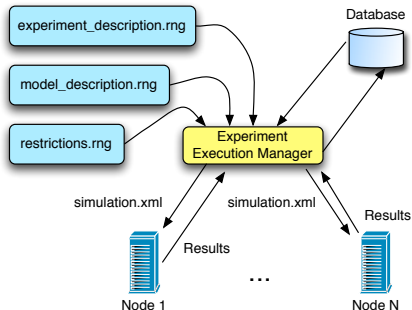 experiment_description.rng
Database
model_description.rng
restrictions.rng
Experiment
Execution Manager
simulation.xml
simulation.xml
Results
Results
...
Node 1
Node N